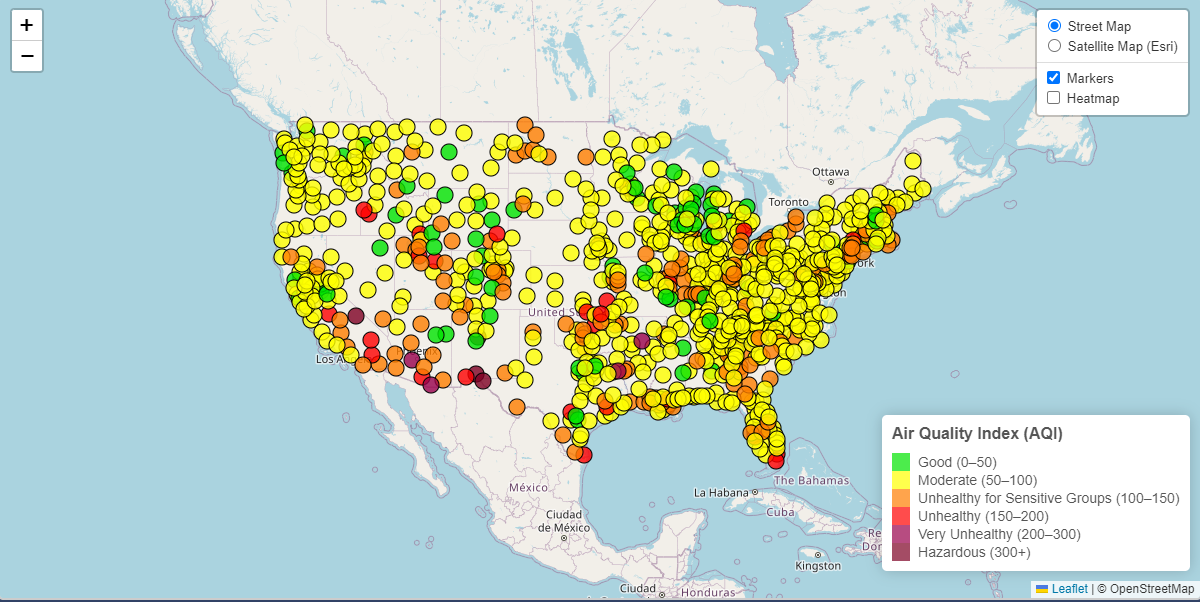 +
−
Street Map
Satellite Map (Esri)
Markers
Heatmap
Ottawa
Toronto
United S
Los A
México
Ciudad
de México
La Habana
The Bahamas
Cuba
Kingston
Ciudad
Honduras
Air Quality Index (AQI)
Good (0–50)
Moderate (50–100)
Unhealthy for Sensitive Groups (100–150)
Unhealthy (150–200)
Very Unhealthy (200–300)
Hazardous (300+)
Leaflet | © OpenStreetMap